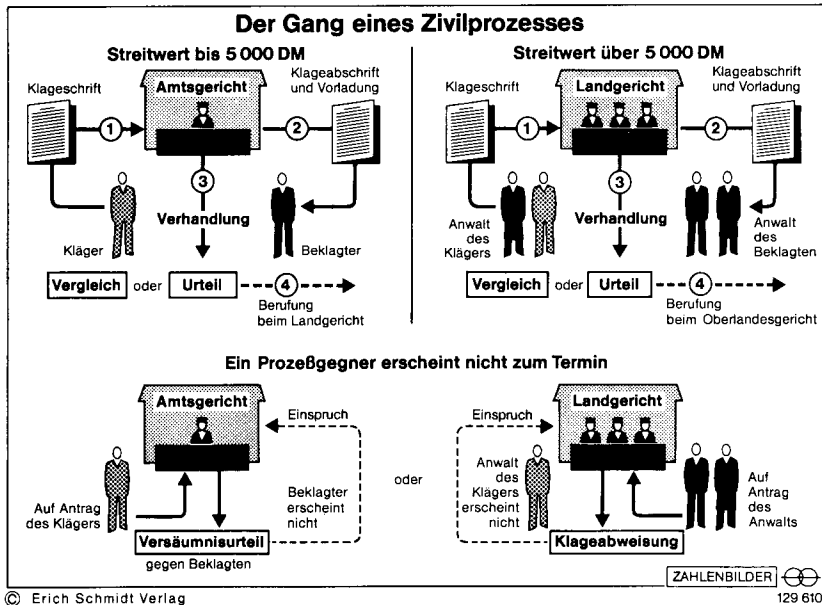 Der Gang eines Zivilprozesses
Streitwert bis 5 000 DM
Klageschrift
Amtsgericht
Klageabschrift
und Vorladung
1
2
3
Verhandlung
Kläger
Beklagter
Vergleich oder Urteil
4
Berufung
beim Landgericht
Streitwert über 5 000 DM
Klageschrift
Landgericht
Klageabschrift
und Vorladung
1
2
3
Verhandlung
Anwalt
des
Klägers
Anwalt
des
Beklagten
Vergleich oder Urteil
4
Berufung
beim Oberlandesgericht
Ein Prozeßgegner erscheint nicht zum Termin
Amtsgericht
Einspruch
Auf Antrag
des Klägers
Beklagter
erscheint
nicht
Versäumnisurteil
gegen Beklagten
oder
Landgericht
Einspruch
Anwalt
des
Klägers
erscheint
nicht
Auf
Antrag
des
Anwalts
Klageabweisung
ZAHLENBILDER
© Erich Schmidt Verlag
129 610